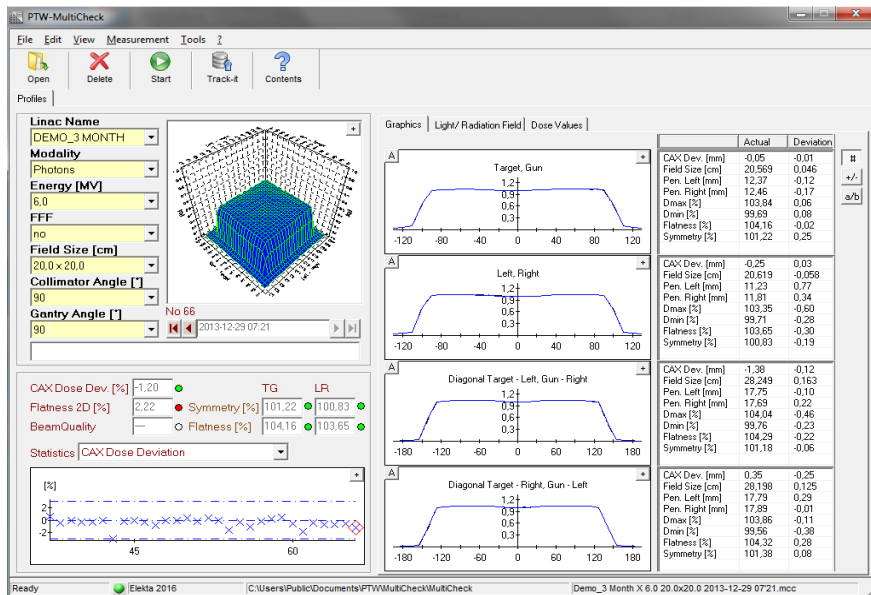 PTW-MultiCheck
File Edit View Measurement Tools ?
Open Delete Start Track-it Contents
Profiles
Linac Name
DEMO_3 MONTH
Modality
Photons
Energy [MV]
6,0
FFF
no
Field Size [cm]
20,0 x 20,0
Collimator Angle [°]
90
Gantry Angle [°]
90
No 66
2013-12-29 07:21
CAX Dose Dev. [%] -1,20 TG LR
Flatness 2D [%] 2,22 Symmetry [%] 101,22 100,83
BeamQuality --- Flatness [%] 104,16 103,65
Statistics CAX Dose Deviation
[%]
2
0
-2
45 60
Graphics Light/ Radiation Field Dose Values
A
Target, Gun
1,2
0,9
0,6
0,3
-120 -80 -40 0 40 80 120
A
Left, Right
1,2
0,9
0,6
0,3
-120 -80 -40 0 40 80 120
A
Diagonal Target - Left, Gun - Right
1,2
0,9
0,6
0,3
-180 -120 -60 0 60 120 180
A
Diagonal Target - Right, Gun - Left
1,2
0,9
0,6
0,3
-180 -120 -60 0 60 120 180
Actual Deviation
CAX Dev. [mm] -0,05 -0,01
Field Size [cm] 20,569 0,046
Pen. Left [mm] 12,37 -0,12
Pen. Right [mm] 12,46 -0,17
Dmax [%] 103,84 0,06
Dmin [%] 99,69 0,08
Flatness [%] 104,16 -0,02
Symmetry [%] 101,22 0,25
CAX Dev. [mm] -0,25 0,03
Field Size [cm] 20,619 -0,058
Pen. Left [mm] 11,23 0,77
Pen. Right [mm] 11,81 0,34
Dmax [%] 103,35 -0,60
Dmin [%] 99,71 -0,28
Flatness [%] 103,65 -0,30
Symmetry [%] 100,83 -0,19
CAX Dev. [mm] -1,38 -0,12
Field Size [cm] 28,249 0,163
Pen. Left [mm] 17,75 -0,10
Pen. Right [mm] 17,69 0,22
Dmax [%] 104,04 -0,46
Dmin [%] 99,76 -0,23
Flatness [%] 104,29 -0,22
Symmetry [%] 101,18 -0,06
CAX Dev. [mm] 0,35 -0,25
Field Size [cm] 28,198 0,125
Pen. Left [mm] 17,79 0,29
Pen. Right [mm] 17,89 -0,01
Dmax [%] 103,86 -0,11
Dmin [%] 99,56 -0,38
Flatness [%] 104,32 0,28
Symmetry [%] 101,38 0,08
#
+/-
a/b
Ready Elekta 2016 C:\Users\Public\Documents\PTW\MultiCheck\MultiCheck Demo_3 Month X 6.0 20.0x20.0 2013-12-29 07'21.mcc